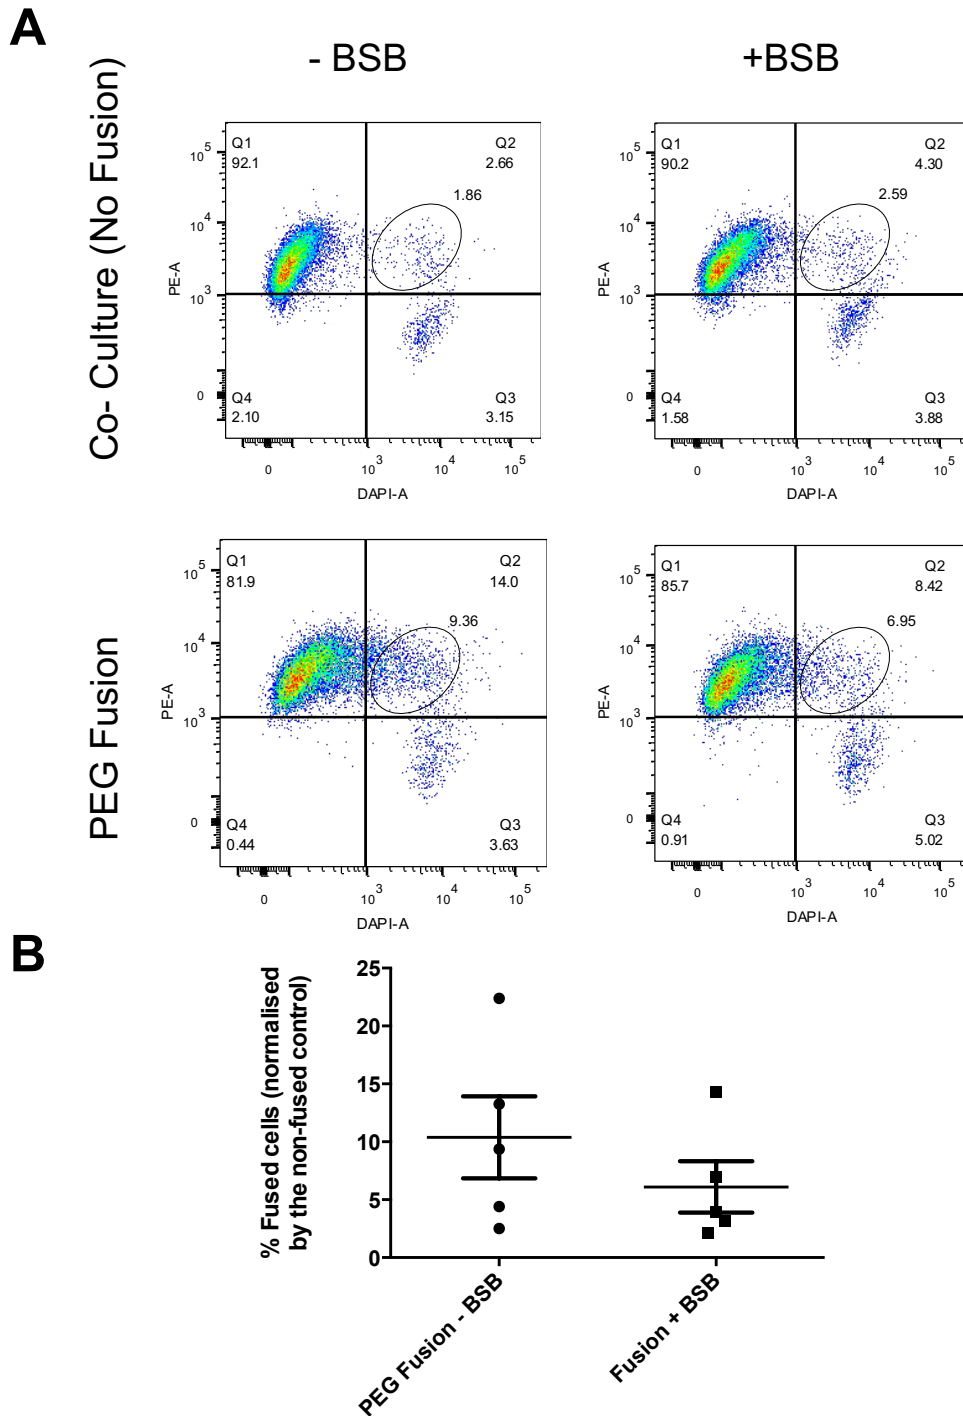 A
- BSB
+BSB
Co- Culture (No Fusion)
Q1
92.1
Q2
2.66
1.86
Q4
2.10
Q3
3.15
10^5
10^4
10^3
0
PE-A
0
10^3
10^4
10^5
DAPI-A
Q1
90.2
Q2
4.30
2.59
Q4
1.58
Q3
3.88
10^5
10^4
10^3
0
PE-A
0
10^3
10^4
10^5
DAPI-A
PEG Fusion
Q1
81.9
Q2
14.0
9.36
Q4
0.44
Q3
3.63
10^5
10^4
10^3
0
PE-A
0
10^3
10^4
10^5
DAPI-A
Q1
85.7
Q2
8.42
6.95
Q4
0.91
Q3
5.02
10^5
10^4
10^3
0
PE-A
0
10^3
10^4
10^5
DAPI-A
B
% Fused cells (normalised
by the non-fused control)
25
20
15
10
5
0
PEG Fusion - BSB
Fusion + BSB